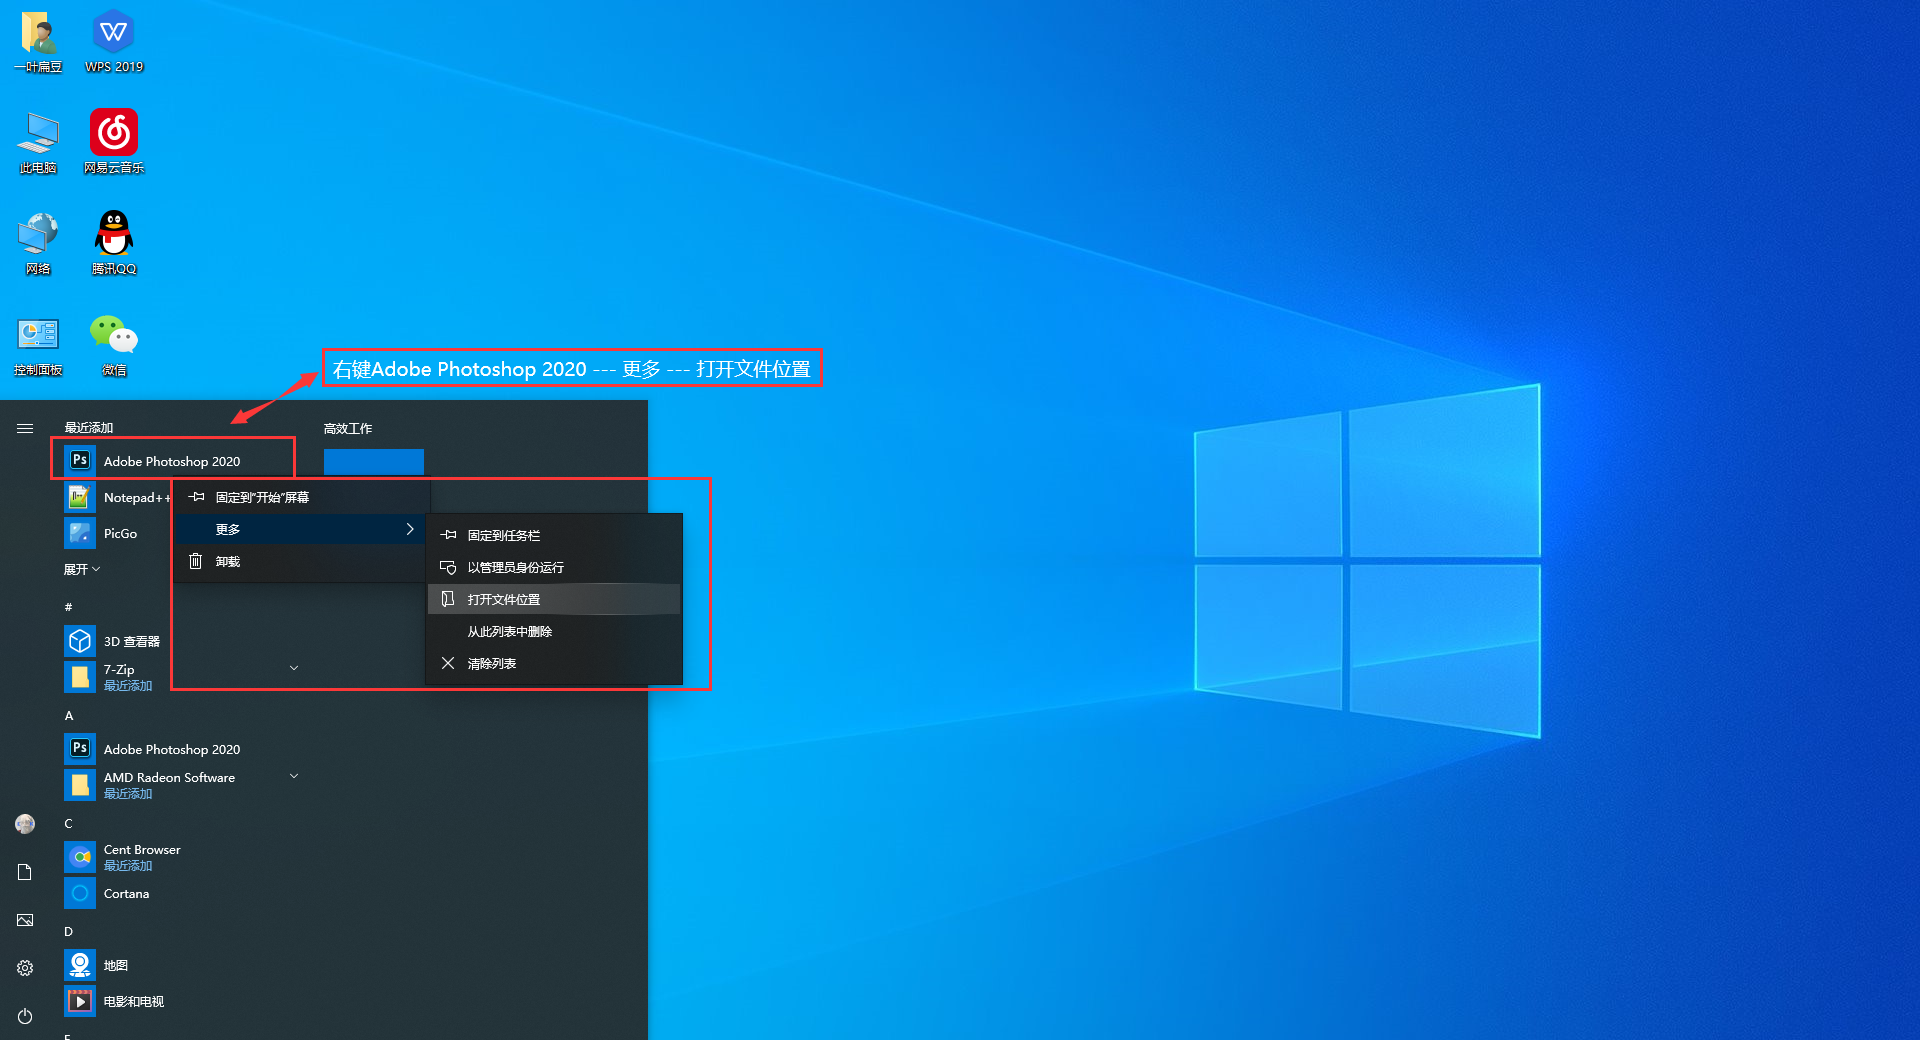 一叶扁豆
WPS 2019
此电脑
网易云音乐
网络
腾讯QQ
控制面板
微信
右键Adobe Photoshop 2020 --- 更多 --- 打开文件位置
最近添加
高效工作
Ps
Adobe Photoshop 2020
Notepad++
PicGo
展开
固定到"开始"屏幕
更多
卸载
固定到任务栏
以管理员身份运行
打开文件位置
从此列表中删除
清除列表
#
3D 查看器
7-Zip
最近添加
A
Ps
Adobe Photoshop 2020
AMD Radeon Software
最近添加
C
Cent Browser
最近添加
Cortana
D
地图
电影和电视